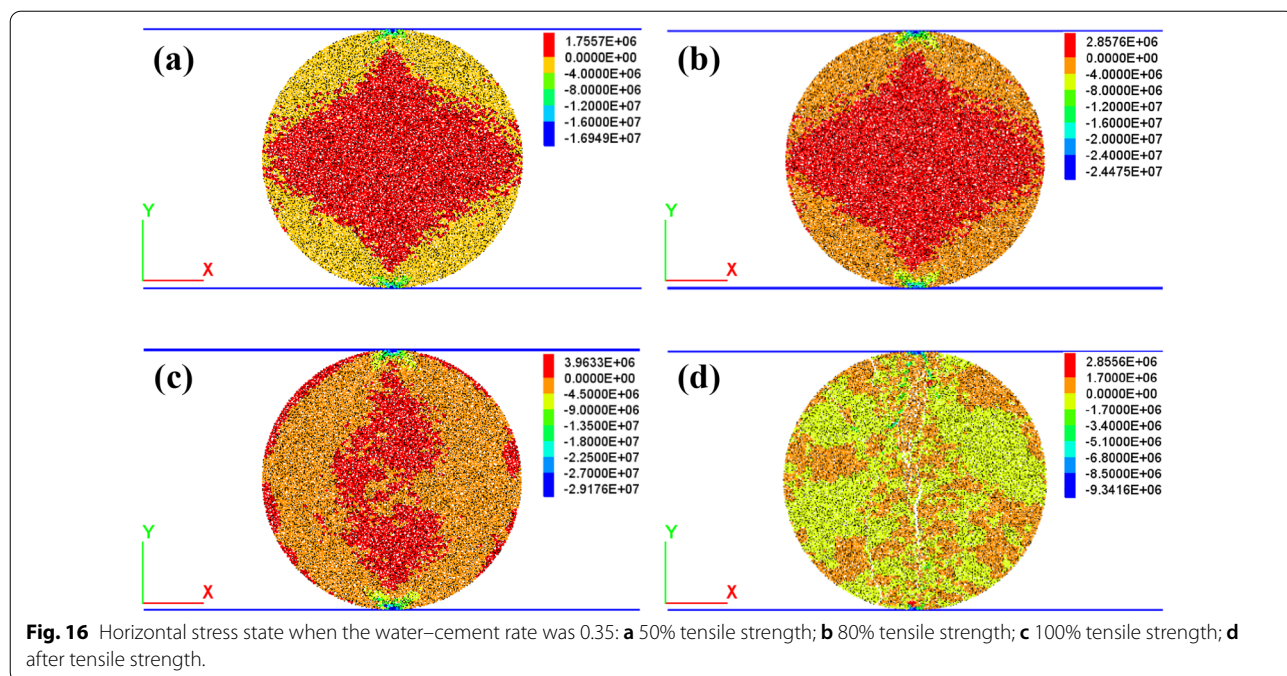 (a)
1.7557E+06
0.0000E+00
-4.0000E+06
-8.0000E+06
-1.2000E+07
-1.6000E+07
-1.6949E+07
Y
X
(b)
2.8576E+06
0.0000E+00
-4.0000E+06
-8.0000E+06
-1.2000E+07
-1.6000E+07
-2.0000E+07
-2.4000E+07
-2.4475E+07
Y
X
(c)
3.9633E+06
0.0000E+00
-4.5000E+06
-9.0000E+06
-1.3500E+07
-1.8000E+07
-2.2500E+07
-2.7000E+07
-2.9176E+07
Y
X
(d)
2.8556E+06
1.7000E+06
0.0000E+00
-1.7000E+06
-3.4000E+06
-5.1000E+06
-6.8000E+06
-8.5000E+06
-9.3416E+06
Y
X
Fig. 16 Horizontal stress state when the water–cement rate was 0.35: a 50% tensile strength; b 80% tensile strength; c 100% tensile strength; d
after tensile strength.